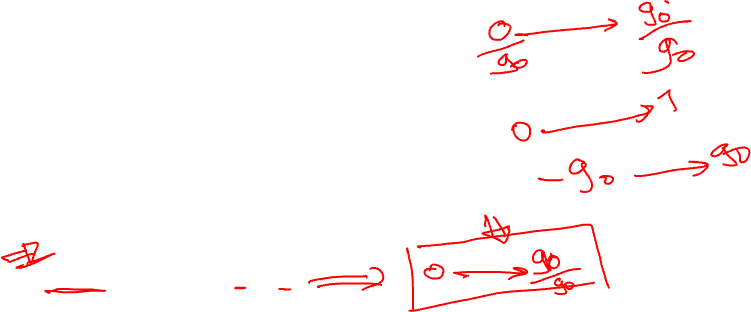 0/90 → 90/90
0 → 1
-90 → 90
⇒ — - - ⇒ 0 → 90/90